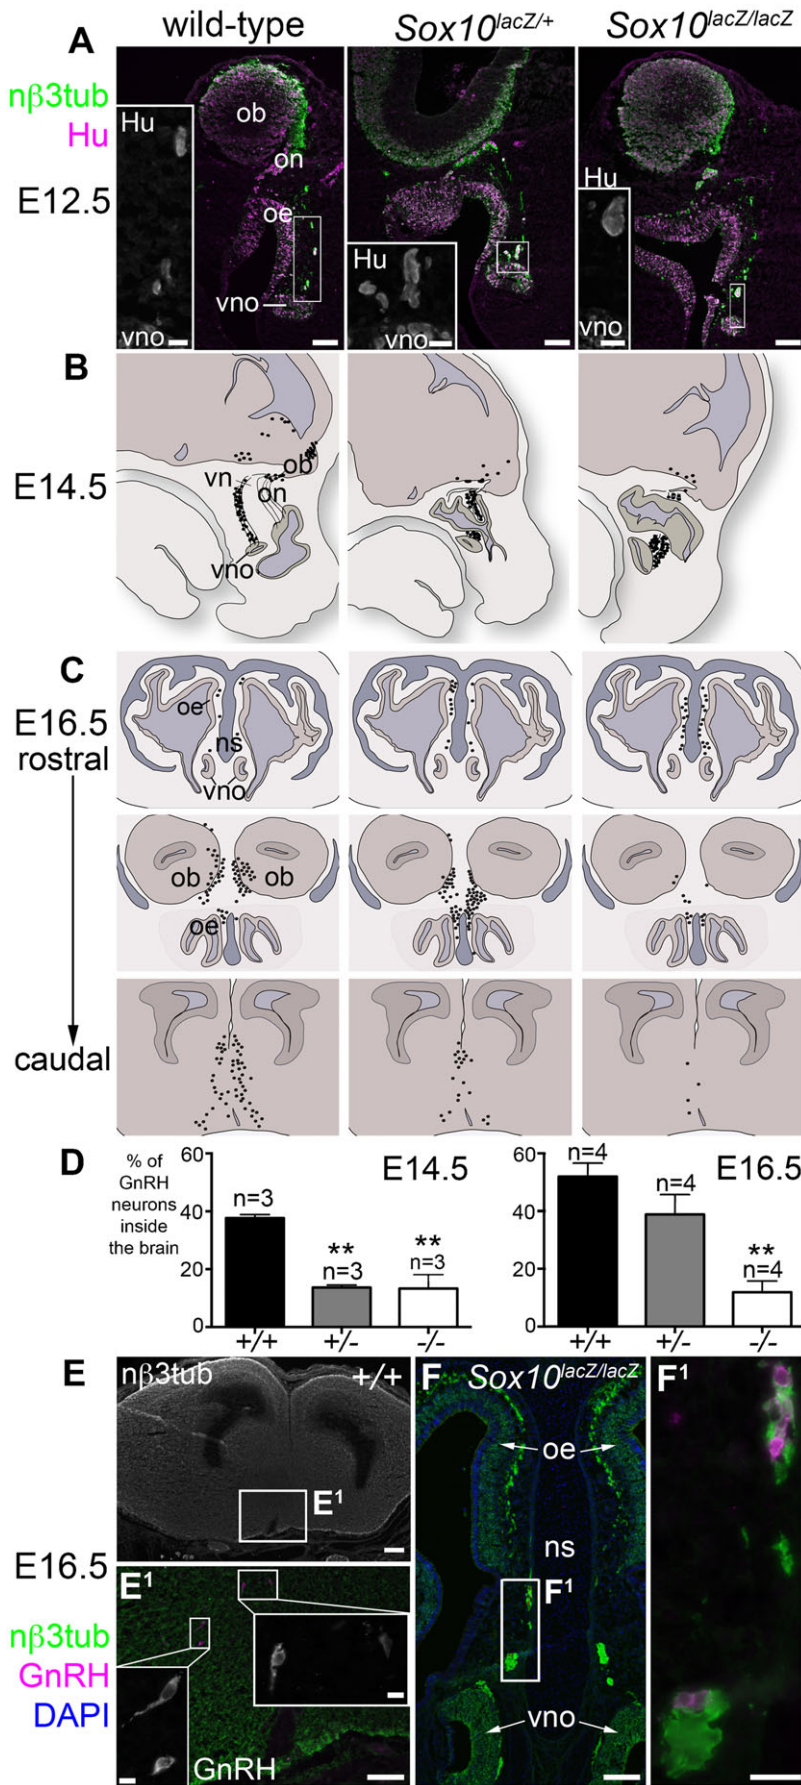 wild-type Sox10lacZ/+ Sox10lacZ/lacZ
A
nβ3tub
Hu
E12.5
Hu
ob
on
oe
vno
vno
Hu
vno
Hu
vno
B
E14.5
vn
ob
on
vno
C
E16.5
rostral
caudal
oe
ns
vno
ob
ob
oe
D
% of
GnRH
neurons
inside
the brain
E14.5
60
40
20
0
n=3
**
n=3
**
n=3
+/+ +/- -/-
E16.5
60
40
20
0
n=4
n=4
**
n=4
+/+ +/- -/-
E nβ3tub +/+
E1
E16.5
nβ3tub
GnRH
DAPI
E1
GnRH
F Sox10lacZ/lacZ
oe
ns
F1
vno
F1